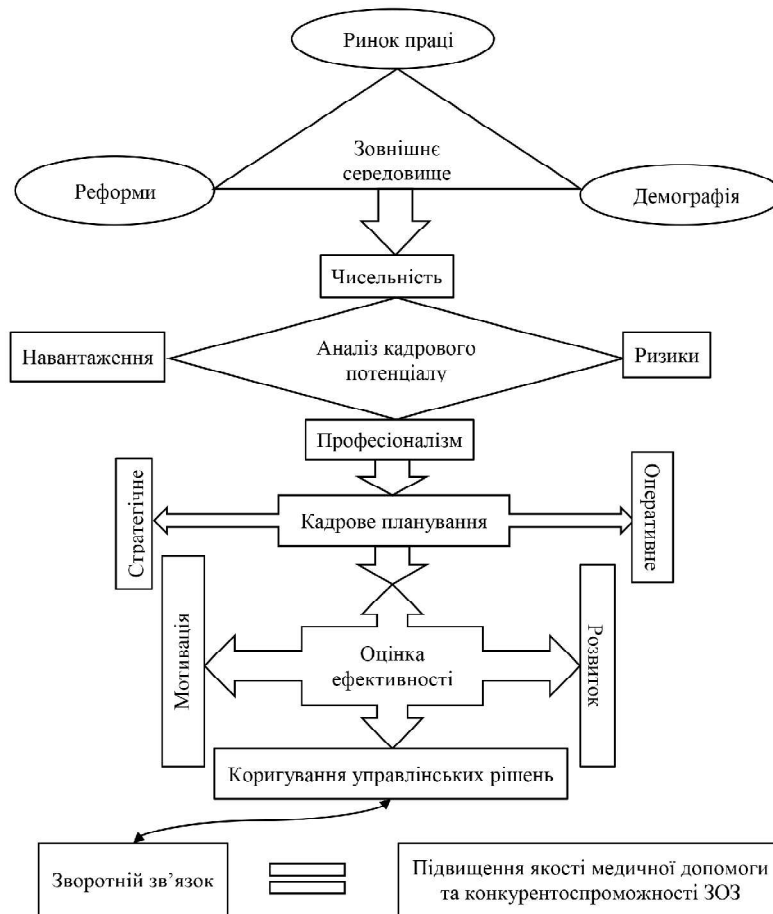 Ринок праці
Зовнішнє
середовище
Реформи
Демографія
Чисельність
Навантаження
Аналіз кадрового
потенціалу
Ризики
Професіоналізм
Стратегічне
Кадрове планування
Оперативне
Мотивація
Оцінка
ефективності
Розвиток
Коригування управлінських рішень
Зворотній зв’язок
Підвищення якості медичної допомоги
та конкурентоспроможності ЗОЗ